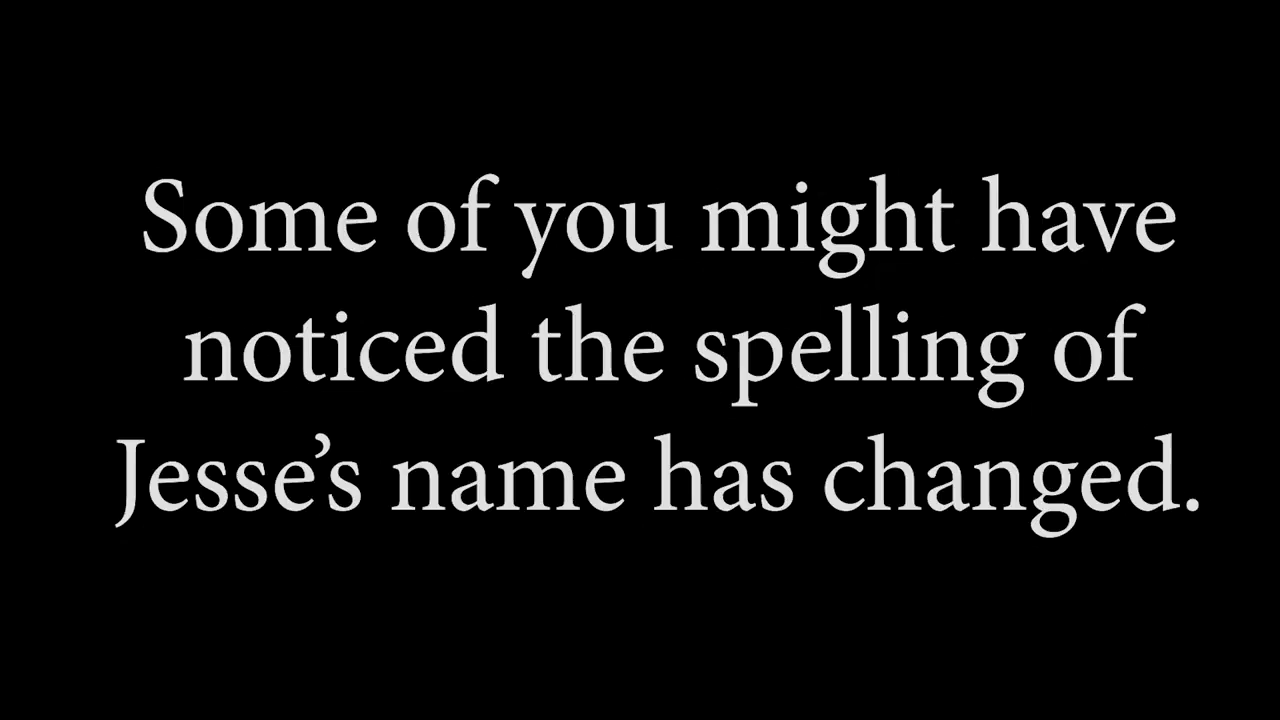 Some of you might have
noticed the spelling of
Jesse’s name has changed.